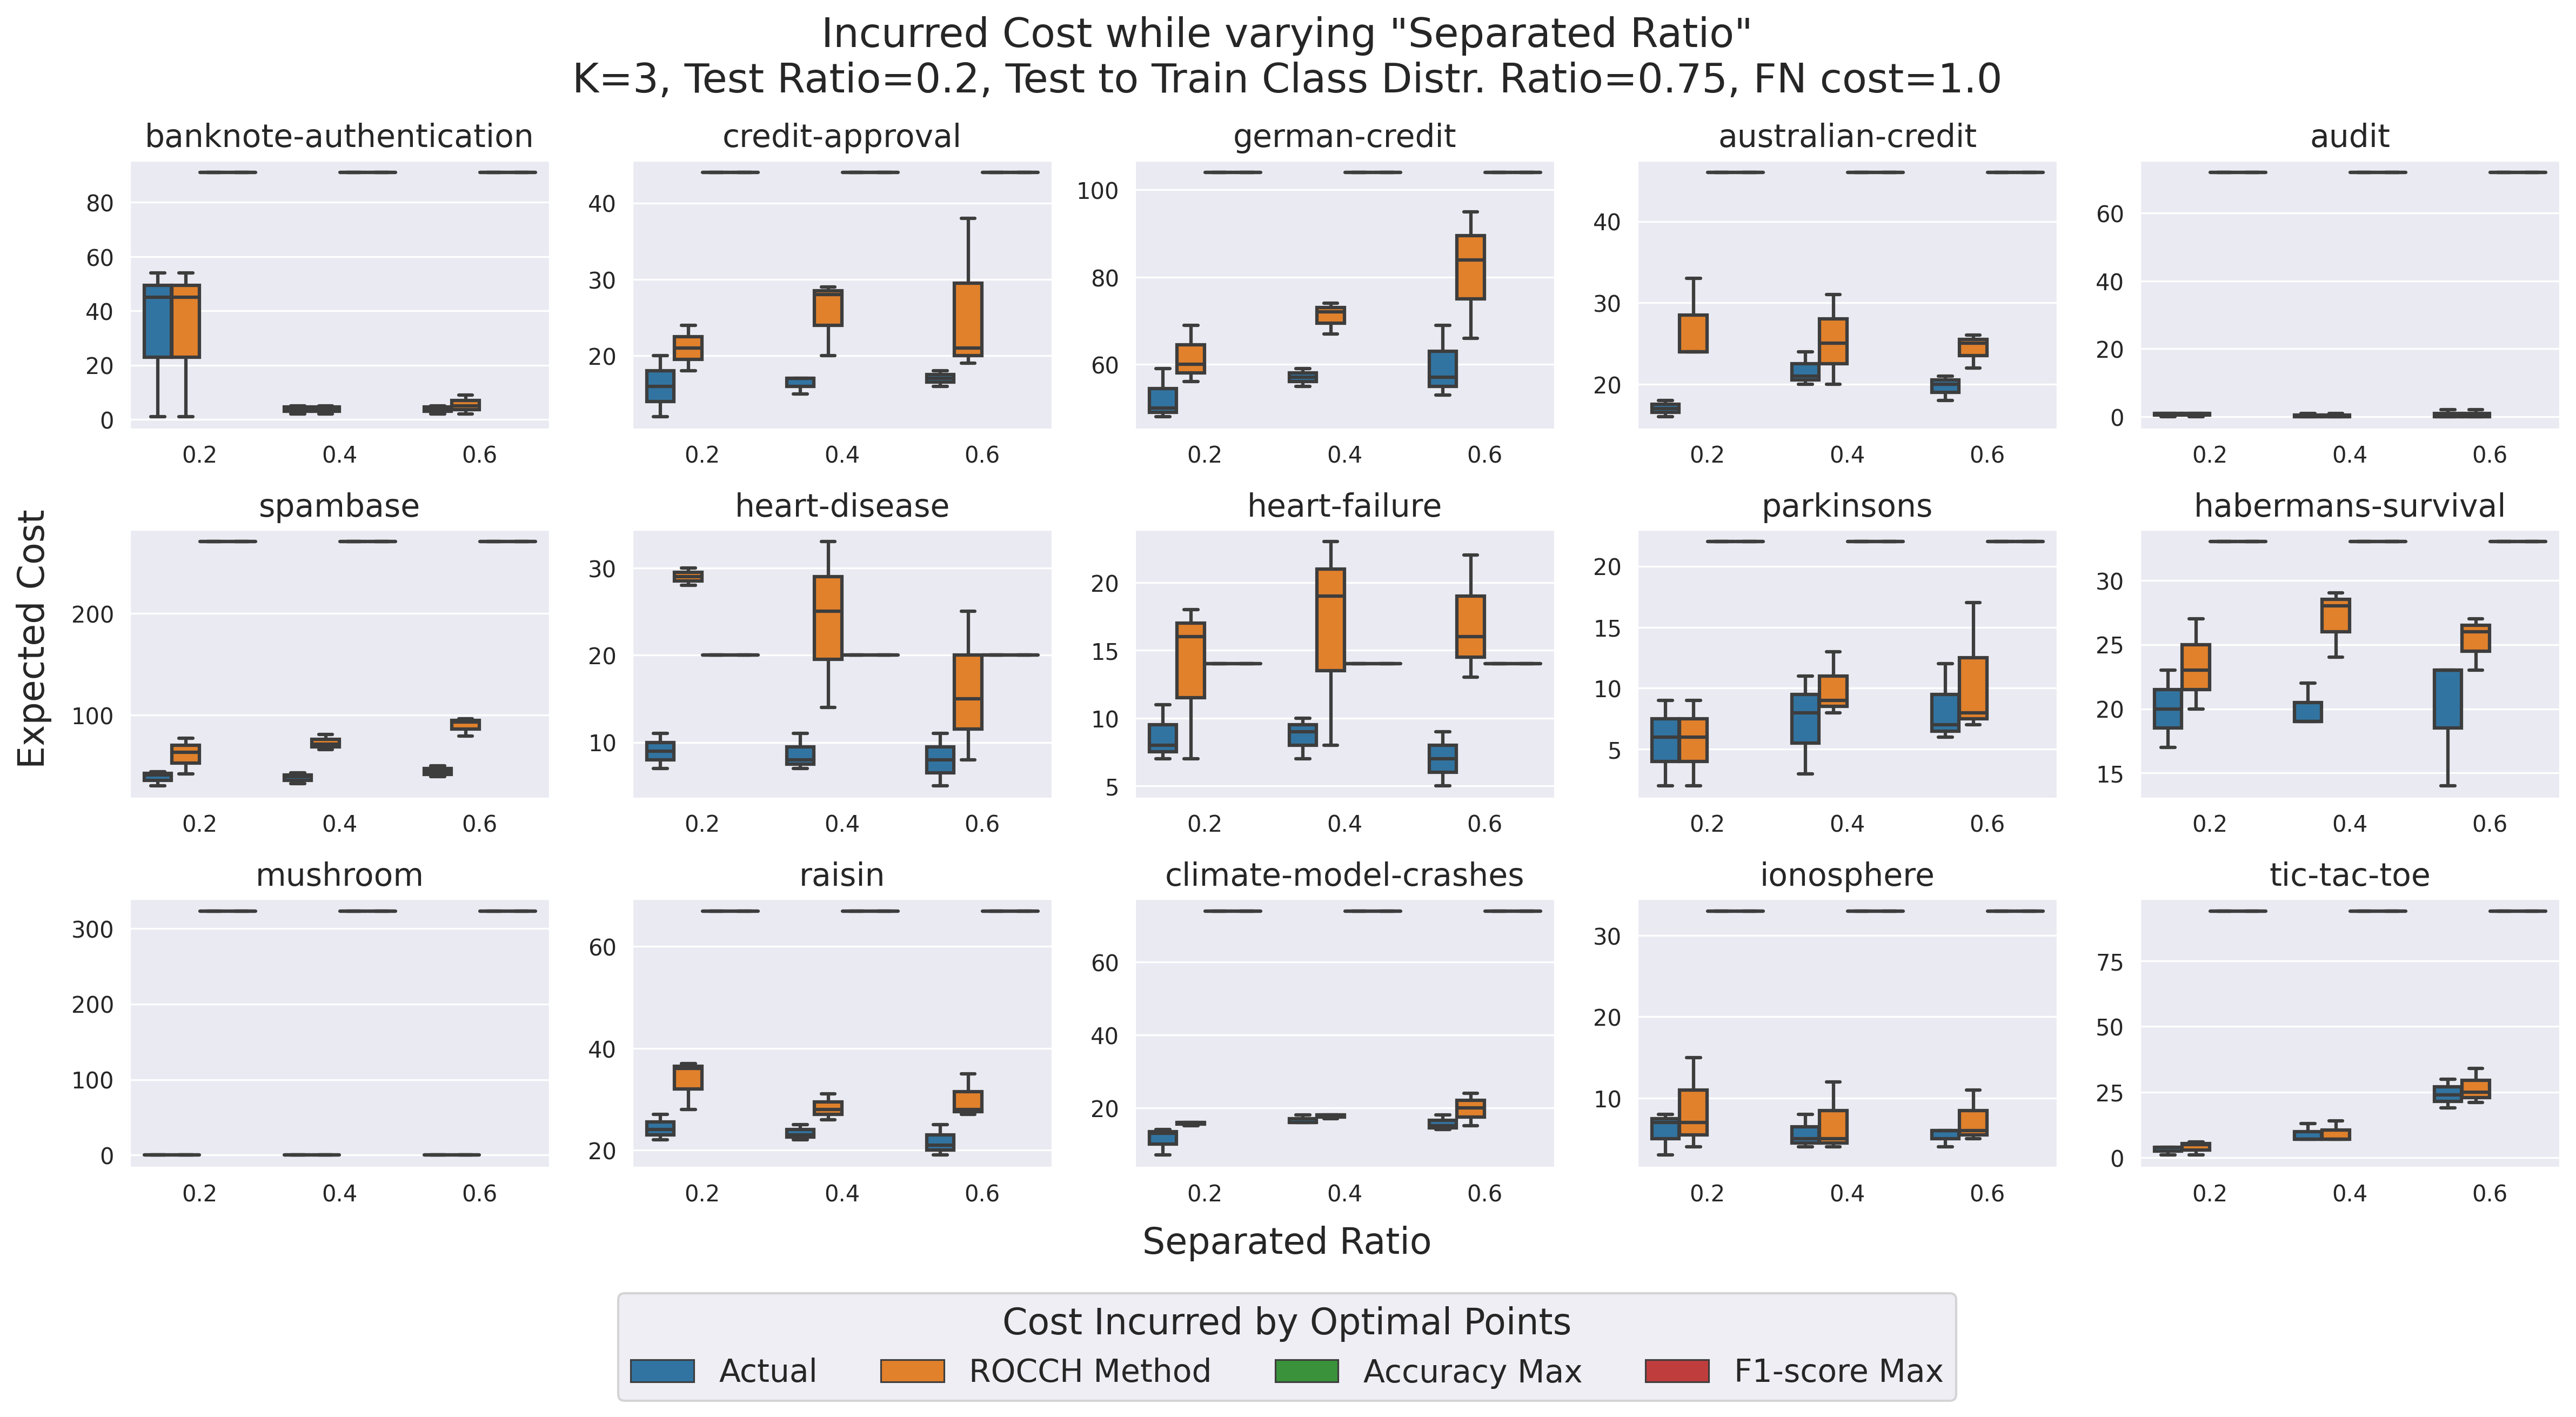 Incurred Cost while varying "Separated Ratio"
K=3, Test Ratio=0.2, Test to Train Class Distr. Ratio=0.75, FN cost=1.0
banknote-authentication
credit-approval
german-credit
australian-credit
audit
80
60
40
20
0
0.2 0.4 0.6
40
30
20
0.2 0.4 0.6
100
80
60
0.2 0.4 0.6
40
30
20
0.2 0.4 0.6
60
40
20
0
0.2 0.4 0.6
Expected Cost
spambase
heart-disease
heart-failure
parkinsons
habermans-survival
200
100
0.2 0.4 0.6
30
20
10
0.2 0.4 0.6
20
15
10
5
0.2 0.4 0.6
20
15
10
5
0.2 0.4 0.6
30
25
20
15
0.2 0.4 0.6
mushroom
raisin
climate-model-crashes
ionosphere
tic-tac-toe
300
200
100
0
0.2 0.4 0.6
60
40
20
0.2 0.4 0.6
60
40
20
0.2 0.4 0.6
30
20
10
0.2 0.4 0.6
75
50
25
0
0.2 0.4 0.6
Separated Ratio
Cost Incurred by Optimal Points
Actual ROCCH Method Accuracy Max F1-score Max